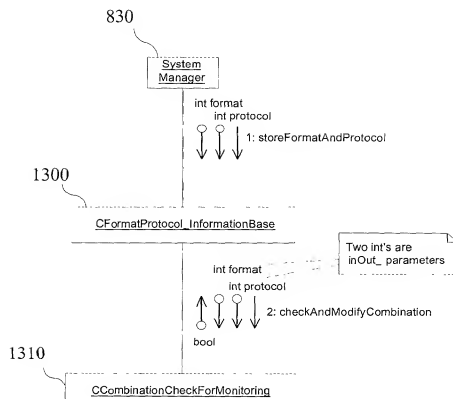 830
System
Manager
int format
int protocol
1: storeFormatAndProtocol
1300
CFormatProtocol_InformationBase
Two int's are
inOut_ parameters
int format
int protocol
2: checkAndModifyCombination
bool
1310
CCombinationCheckForMonitoring